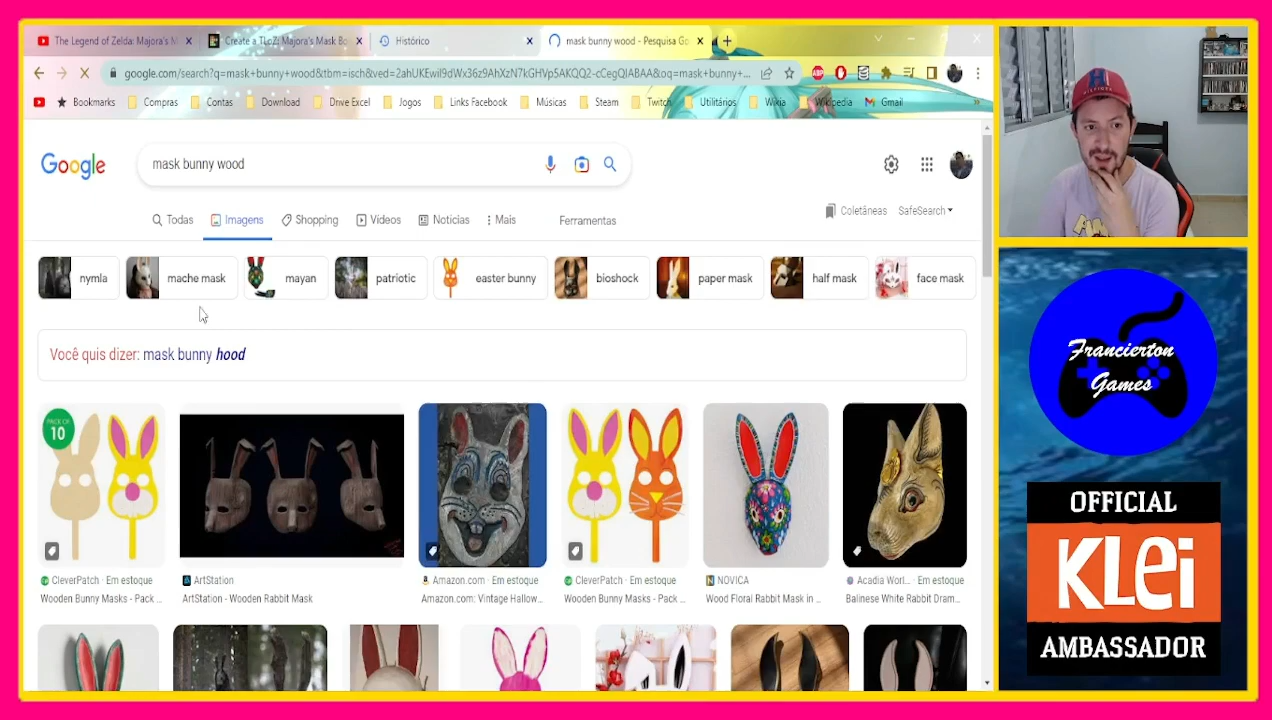 The Legend of Zelda: Majora's M
Create a TLoZ: Majora's Mask Bo
Histórico
mask bunny wood - Pesquisa Go
google.com/search?q=mask+bunny+wood&tbm=isch&ved=2ahUKEwiI9dWx36z9AhXzN7kGHVp5AKQQ2-cCegQIABAA&oq=mask+bunny+...
Bookmarks
Compras
Contas
Download
Drive Excel
Jogos
Links Facebook
Músicas
Steam
Twitch
Utilitários
Wikia
Wikipedia
Gmail
Google
mask bunny wood
Todas
Imagens
Shopping
Vídeos
Notícias
Mais
Ferramentas
Coletâneas
SafeSearch
nymla
mache mask
mayan
patriotic
easter bunny
bioshock
paper mask
half mask
face mask
Você quis dizer: mask bunny hood
PACK OF
10
CleverPatch · Em estoque
Wooden Bunny Masks - Pack ...
ArtStation
ArtStation - Wooden Rabbit Mask
Amazon.com · Em estoque
Amazon.com: Vintage Hallow...
CleverPatch · Em estoque
Wooden Bunny Masks - Pack ...
NOVICA
Wood Floral Rabbit Mask in ...
Acadia Worl... · Em estoque
Balinese White Rabbit Dram...
Francierton
Games
OFFICIAL
KLei
AMBASSADOR